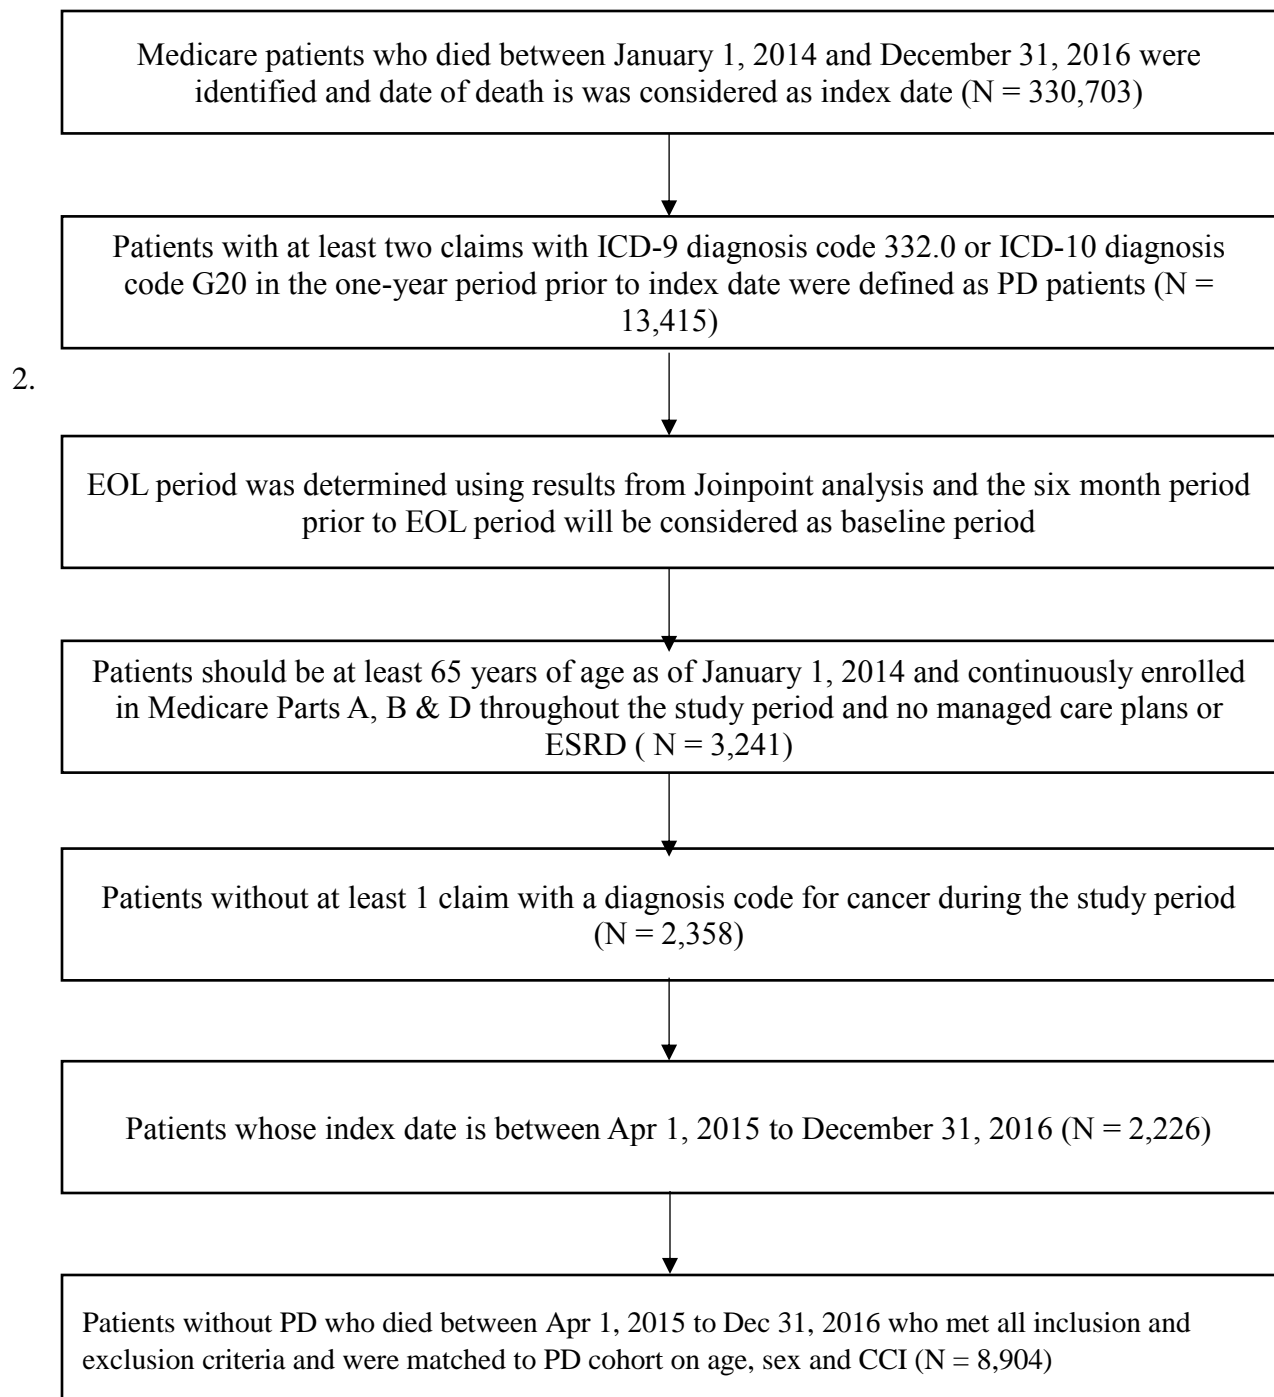 Medicare patients who died between January 1, 2014 and December 31, 2016 were
identified and date of death is was considered as index date (N = 330,703)
Patients with at least two claims with ICD-9 diagnosis code 332.0 or ICD-10 diagnosis
code G20 in the one-year period prior to index date were defined as PD patients (N =
13,415)
2.
EOL period was determined using results from Joinpoint analysis and the six month period
prior to EOL period will be considered as baseline period
Patients should be at least 65 years of age as of January 1, 2014 and continuously enrolled
in Medicare Parts A, B & D throughout the study period and no managed care plans or
ESRD ( N = 3,241)
Patients without at least 1 claim with a diagnosis code for cancer during the study period
(N = 2,358)
Patients whose index date is between Apr 1, 2015 to December 31, 2016 (N = 2,226)
Patients without PD who died between Apr 1, 2015 to Dec 31, 2016 who met all inclusion and
exclusion criteria and were matched to PD cohort on age, sex and CCI (N = 8,904)